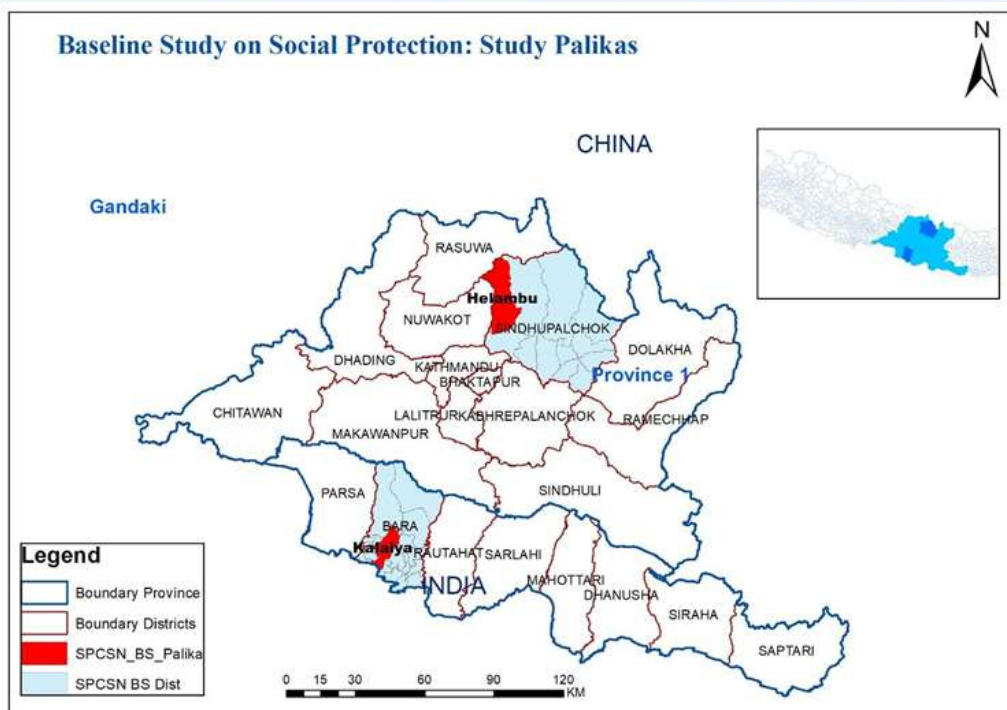 Baseline Study on Social Protection: Study Palikas
N
CHINA
Gandaki
RASUWA
Helambu
NUWAKOT
SINDHUPALCHOK
DOLAKHA
DHADING
KATHMANDU
Province 1
BHAKTAPUR
CHITAWAN
LALITPUR
KABHREPALANCHOK
RAMECHHAP
MAKAWANPUR
PARSA
SINDHULI
BARA
Kalaiya
RAUTAHAT
SARLAHI
INDIA
MAHOTTARI
DHANUSHA
SIRAHA
SAPTARI
Legend
Boundary Province
Boundary Districts
SPCSN_BS_Palika
SPCSN BS Dist
0 15 30 60 90 120
KM